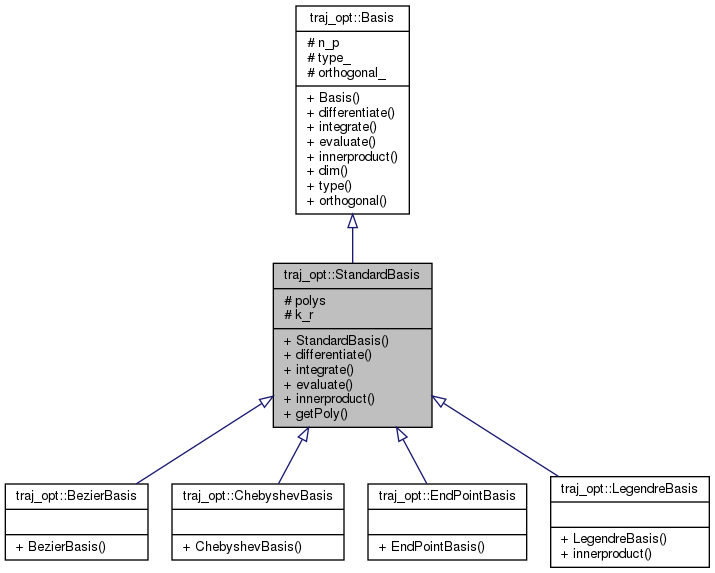 traj_opt::Basis
# n_p
# type_
# orthogonal_
+ Basis()
+ differentiate()
+ integrate()
+ evaluate()
+ innerproduct()
+ dim()
+ type()
+ orthogonal()
traj_opt::StandardBasis
# polys
# k_r
+ StandardBasis()
+ differentiate()
+ integrate()
+ evaluate()
+ innerproduct()
+ getPoly()
traj_opt::BezierBasis
+ BezierBasis()
traj_opt::ChebyshevBasis
+ ChebyshevBasis()
traj_opt::EndPointBasis
+ EndPointBasis()
traj_opt::LegendreBasis
+ LegendreBasis()
+ innerproduct()